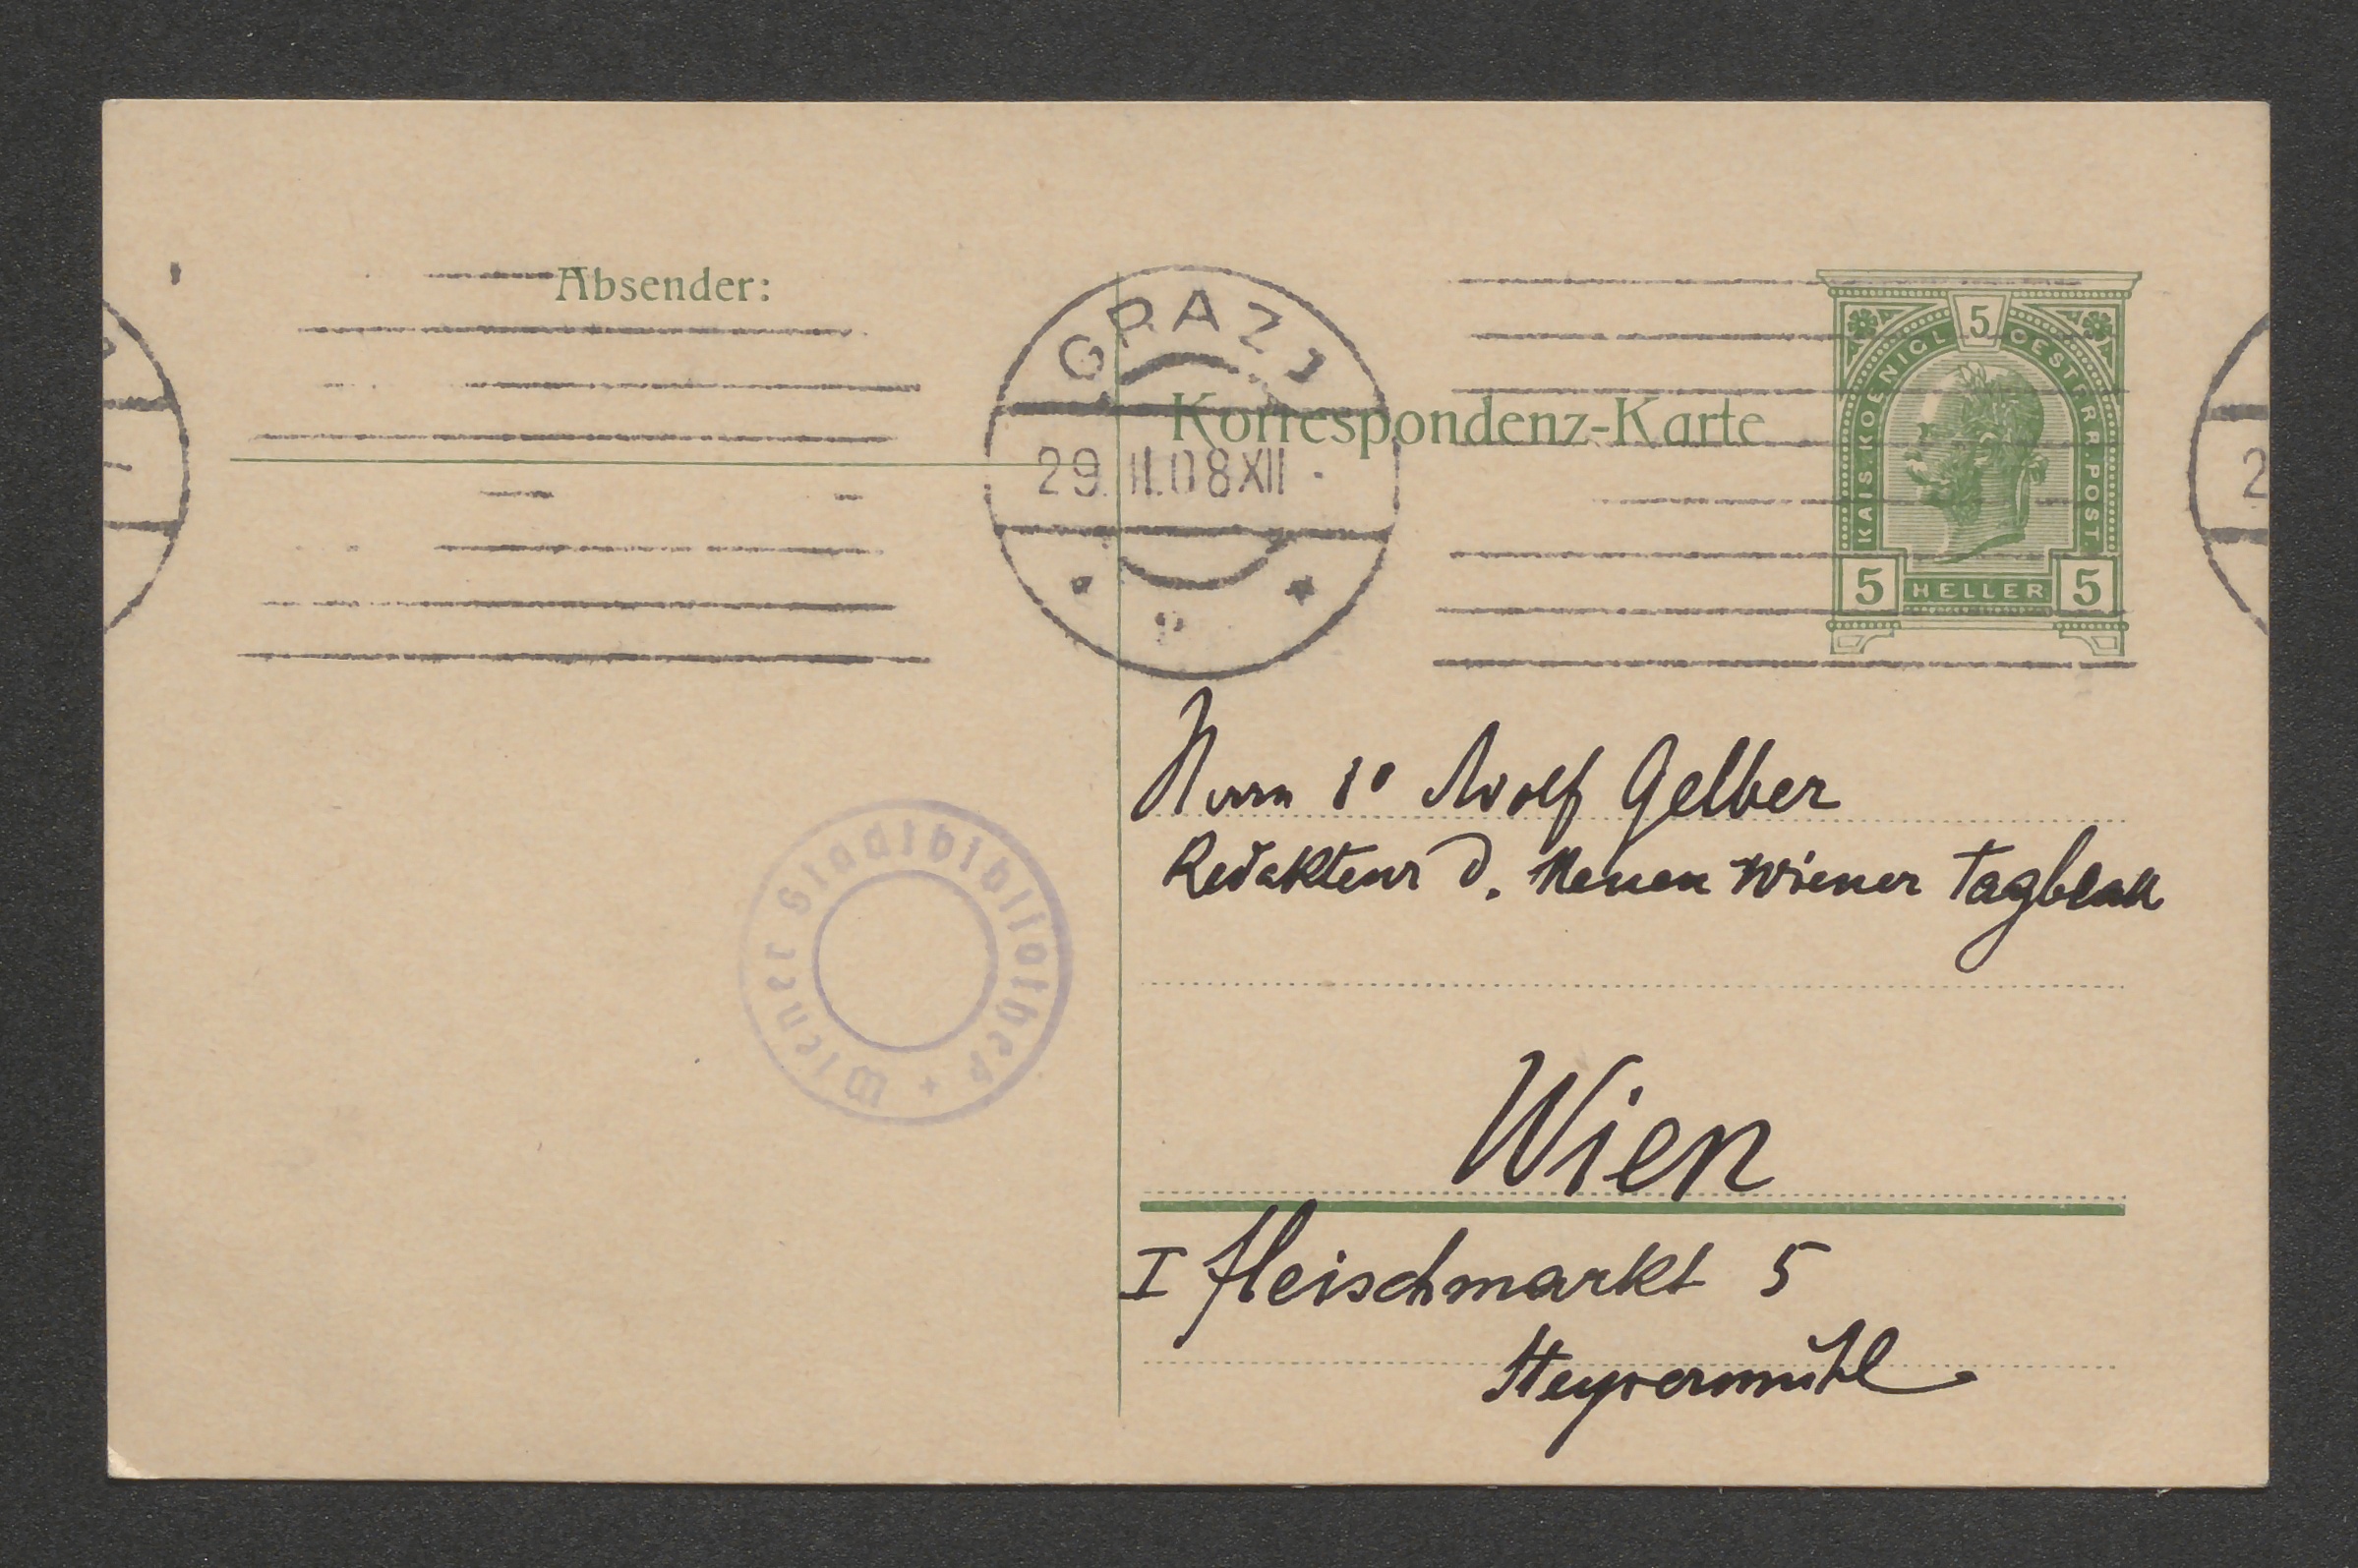 Absender:
GRAZ 1
29. II. 08 XII
Korrespondenz-Karte
5
KAIS. KOENIGL. OESTERR. POST.
5 HELLER 5
Herrn Dr Adolf Gelber
Redakteur d. Neuen Wiener Tagblatt
Wiener Stadtbibliothek
Wien
I Fleischmarkt 5
Steyrermühl
2